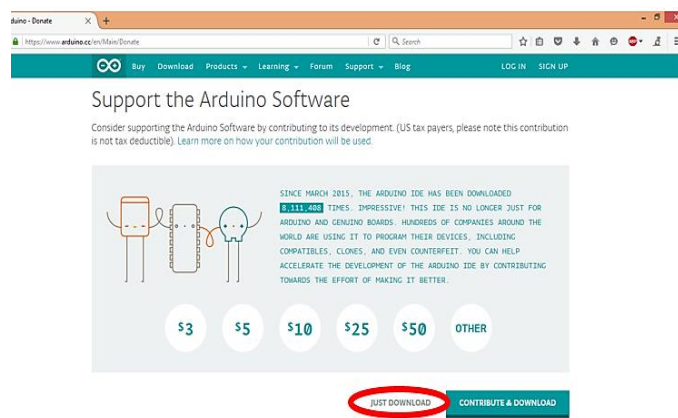 duino - Donate
https://www.arduino.cc/en/Main/Donate
Search
Buy Download Products Learning Forum Support Blog LOG IN SIGN UP
Support the Arduino Software
Consider supporting the Arduino Software by contributing to its development. (US tax payers, please note this contribution
is not tax deductible). Learn more on how your contribution will be used.
SINCE MARCH 2015, THE ARDUINO IDE HAS BEEN DOWNLOADED
8,111,408 TIMES. IMPRESSIVE! THIS IDE IS NO LONGER JUST FOR
ARDUINO AND GENUINO BOARDS. HUNDREDS OF COMPANIES AROUND THE
WORLD ARE USING IT TO PROGRAM THEIR DEVICES, INCLUDING
COMPATIBLES, CLONES, AND EVEN COUNTERFEIT. YOU CAN HELP
ACCELERATE THE DEVELOPMENT OF THE ARDUINO IDE BY CONTRIBUTING
TOWARDS THE EFFORT OF MAKING IT BETTER.
$3 $5 $10 $25 $50 OTHER
JUST DOWNLOAD CONTRIBUTE & DOWNLOAD